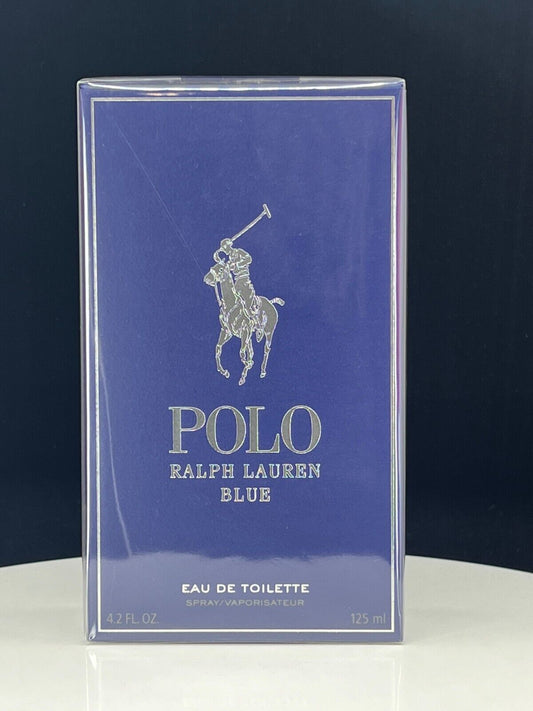 POLO
RALPH LAUREN
BLUE
EAU DE TOILETTE
SPRAY/VAPORISATEUR
4.2 FL. OZ. 125 ml